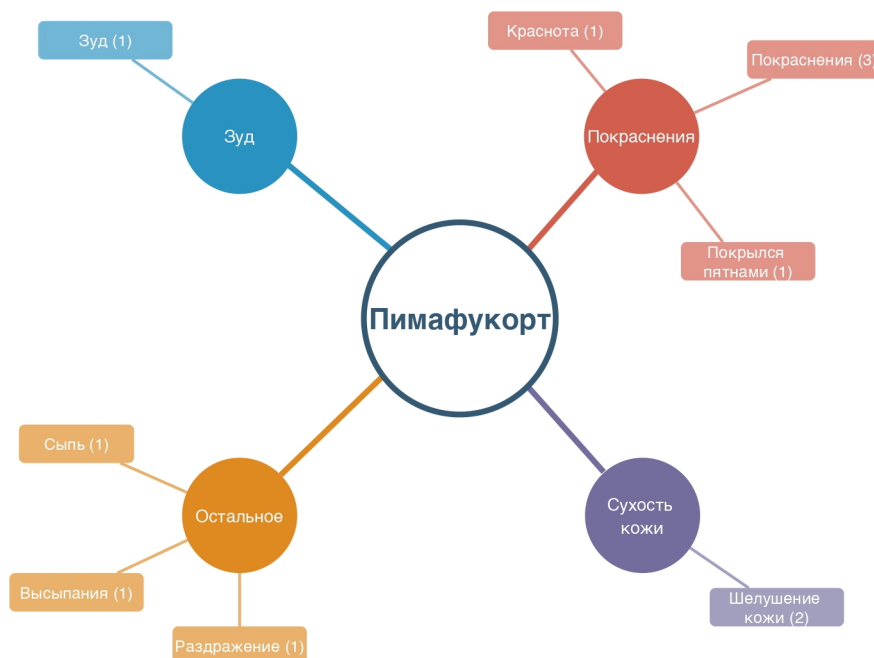 Краснота (1)
Зуд (1)
Покраснения (3)
Зуд
Покраснения
Покрылся
пятнами (1)
Пимафукорт
Сыпь (1)
Остальное
Сухость
кожи
Высыпания (1)
Шелушение
кожи (2)
Раздражение (1)